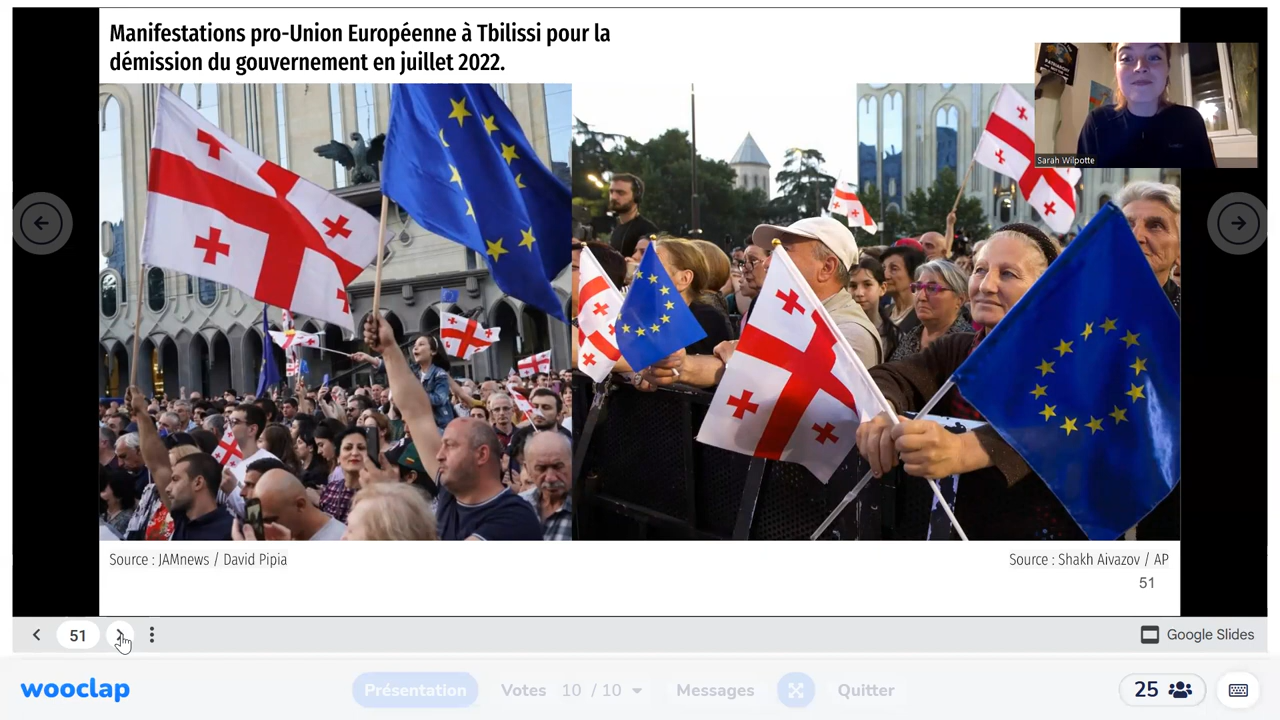 Manifestations pro-Union Européenne à Tbilissi pour la
démission du gouvernement en juillet 2022.
Sarah Wilpotte
Source : JAMnews / David Pipia
Source : Shakh Aivazov / AP
51
51
Google Slides
wooclap
Présentation
Votes 10 / 10
Messages
Quitter
25